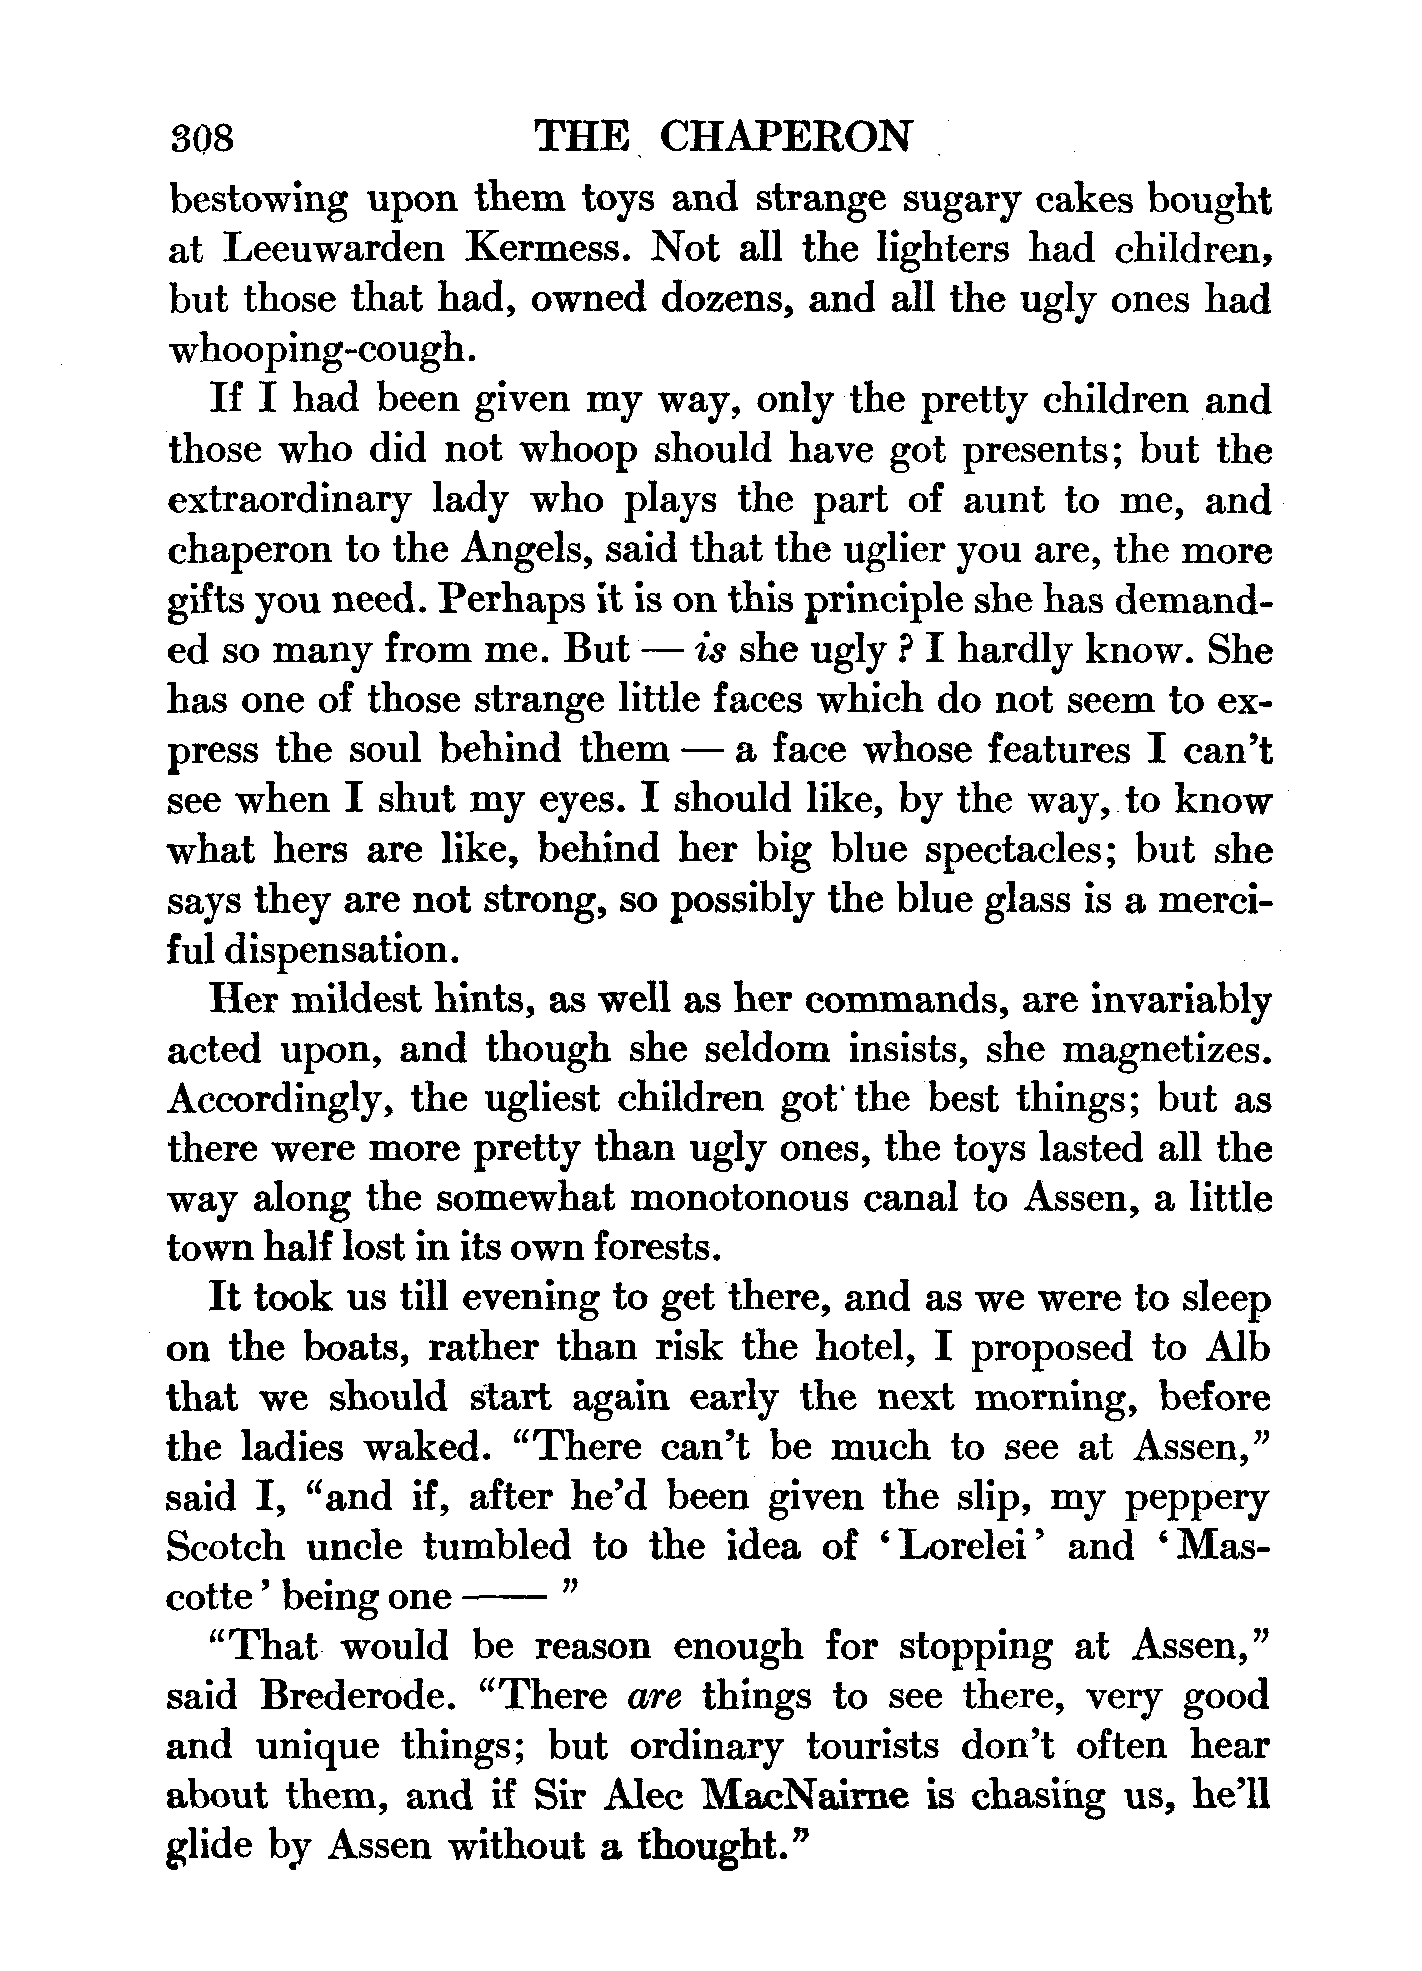 308 THE CHAPERON
bestowing upon them toys and strange sugary cakes bought
at Leeuwarden Kermess. Not all the lighters had children,
but those that had, owned dozens, and all the ugly ones had
whooping-cough.
If I had been given my way, only the pretty children and
those who did not whoop should have got presents; but the
extraordinary lady who plays the part of aunt to me, and
chaperon to the Angels, said that the uglier you are, the more
gifts you need. Perhaps it is on this principle she has demand-
ed so many from me. But — is she ugly? I hardly know. She
has one of those strange little faces which do not seem to ex-
press the soul behind them — a face whose features I can't
see when I shut my eyes. I should like, by the way, to know
what hers are like, behind her big blue spectacles; but she
says they are not strong, so possibly the blue glass is a merci-
ful dispensation.
Her mildest hints, as well as her commands, are invariably
acted upon, and though she seldom insists, she magnetizes.
Accordingly, the ugliest children got the best things; but as
there were more pretty than ugly ones, the toys lasted all the
way along the somewhat monotonous canal to Assen, a little
town half lost in its own forests.
It took us till evening to get there, and as we were to sleep
on the boats, rather than risk the hotel, I proposed to Alb
that we should start again early the next morning, before
the ladies waked. "There can't be much to see at Assen,"
said I, "and if, after he'd been given the slip, my peppery
Scotch uncle tumbled to the idea of 'Lorelei' and 'Mas-
cotte' being one —— "
"That would be reason enough for stopping at Assen,"
said Brederode. "There are things to see there, very good
and unique things; but ordinary tourists don't often hear
about them, and if Sir Alec MacNairne is chasing us, he'll
glide by Assen without a thought."